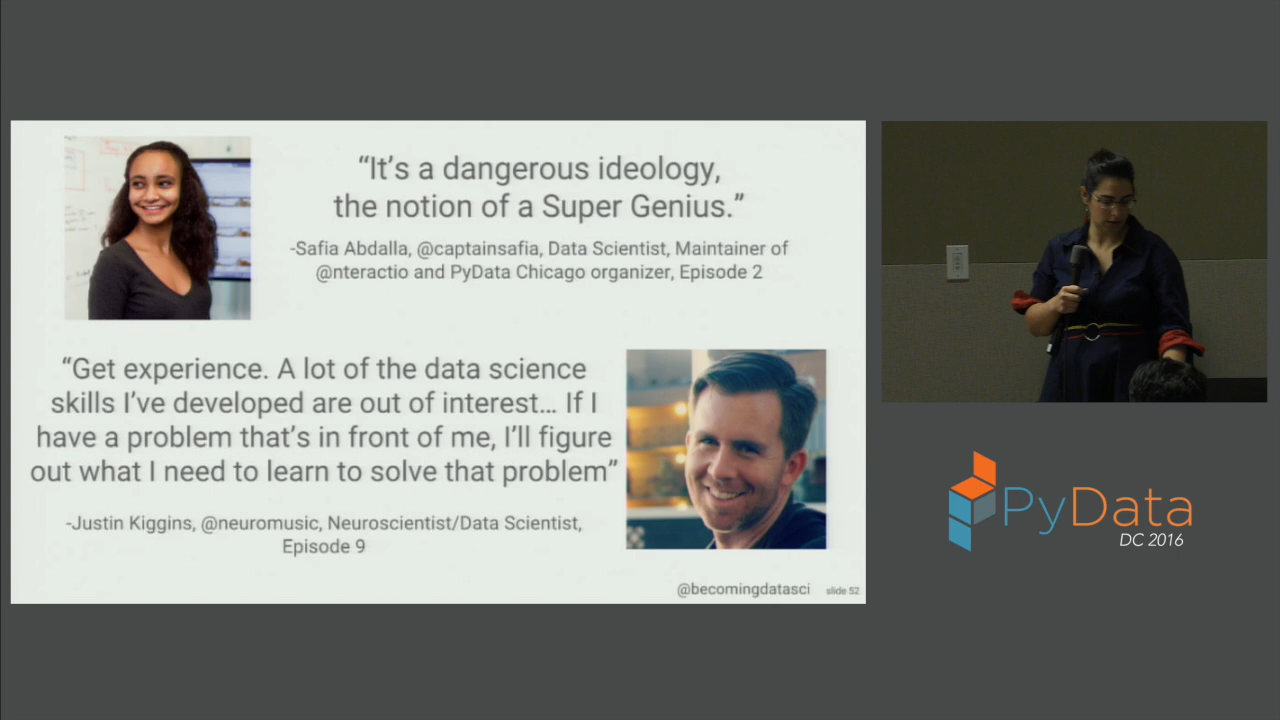 “It’s a dangerous ideology,
the notion of a Super Genius.”
-Safia Abdalla, @captainsafia, Data Scientist, Maintainer of
@nteractio and PyData Chicago organizer, Episode 2
“Get experience. A lot of the data science
skills I’ve developed are out of interest… If I
have a problem that’s in front of me, I’ll figure
out what I need to learn to solve that problem”
-Justin Kiggins, @neuromusic, Neuroscientist/Data Scientist,
Episode 9
@becomingdatasci
slide 52
PyData
DC 2016